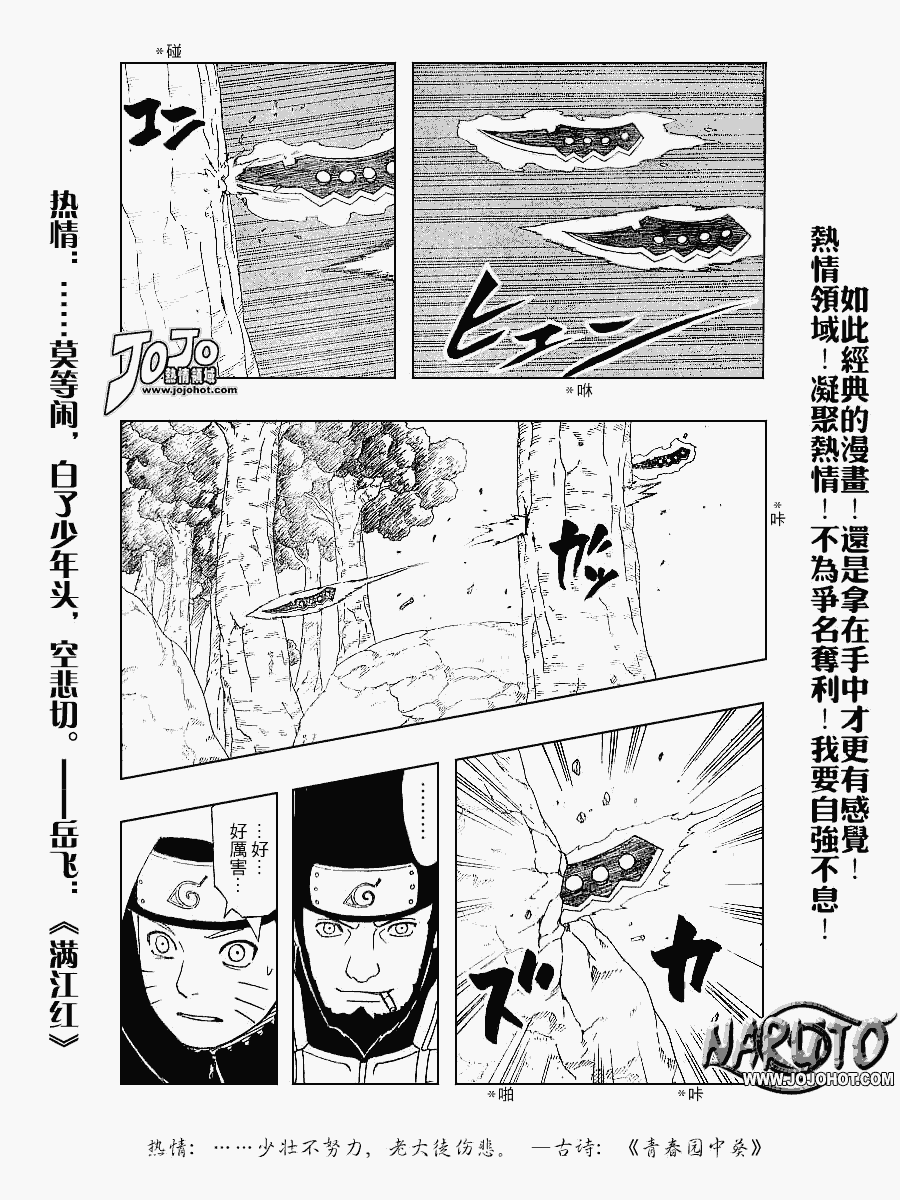 *碰
ヒュン
*咻
ユン
JOJO
熱情領域
www.jojohot.com
ガッ
*咔
………
…好…
好厲害…
ズ
カ
*啪
*咔
NARUTO
WWW.JOJOHOT.COM
如此經典的漫畫！還是拿在手中才更有感覺！
熱情領域！凝聚熱情！不為爭名奪利！我要自強不息！
热情：……莫等闲，白了少年头，空悲切。——岳飞：《满江红》
热情：……少壮不努力，老大徒伤悲。—古诗：《青春园中葵》